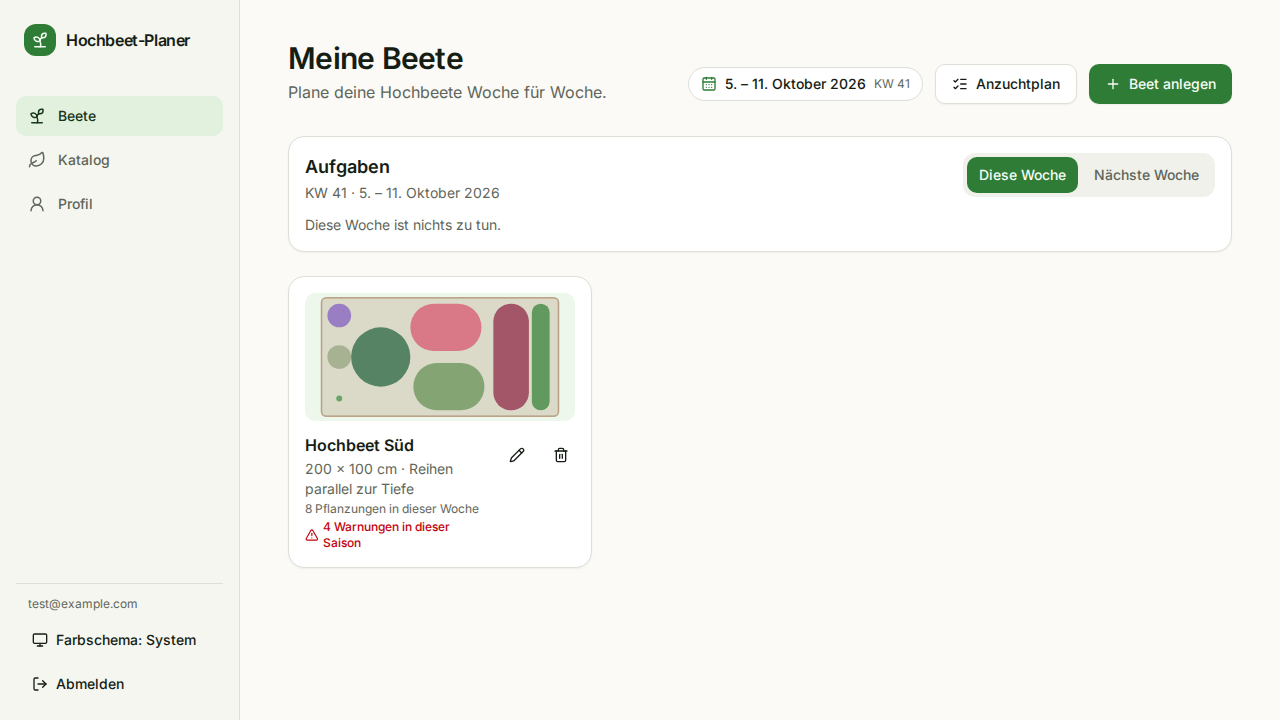 Hochbeet-Planer
Beete
Katalog
Profil
test@example.com
Farbschema: System
Abmelden
Meine Beete
Plane deine Hochbeete Woche für Woche.
5. – 11. Oktober 2026 KW 41
Anzuchtplan
Beet anlegen
Aufgaben
KW 41 · 5. – 11. Oktober 2026
Diese Woche
Nächste Woche
Diese Woche ist nichts zu tun.
Hochbeet Süd
200 × 100 cm · Reihen
parallel zur Tiefe
8 Pflanzungen in dieser Woche
4 Warnungen in dieser
Saison